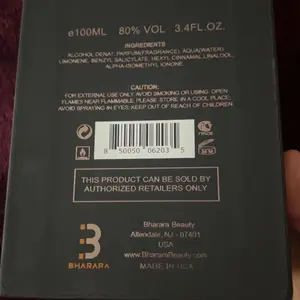 e100ML 80% VOL 3.4FL.OZ.
INGREDIENTS
ALCOHOL DENAT, PARFUM(FRAGRANCE), AQUA(WATER)
LIMONENE, BENZYL SALICYLATE, HEXYL CINNAMAL, LINALOOL,
ALPHA-ISOMETHYL IONONE.
CAUTION:
FOR EXTERNAL USE ONLY. AVOID SMOKING OR USING OPEN
FLAMES NEAR FLAMMABLE. PLEASE STORE IN A COOL PLACE.
AVOID SPRAYING IN EYES; KEEP OUT OF REACH OF CHILDREN.
8 50050 06203 5
THIS PRODUCT CAN BE SOLD BY
AUTHORIZED RETAILERS ONLY
Bharara Beauty
Allendale, NJ - 07401
USA
www.BhararaBeauty.com
MADE IN USA
B
BHARARA